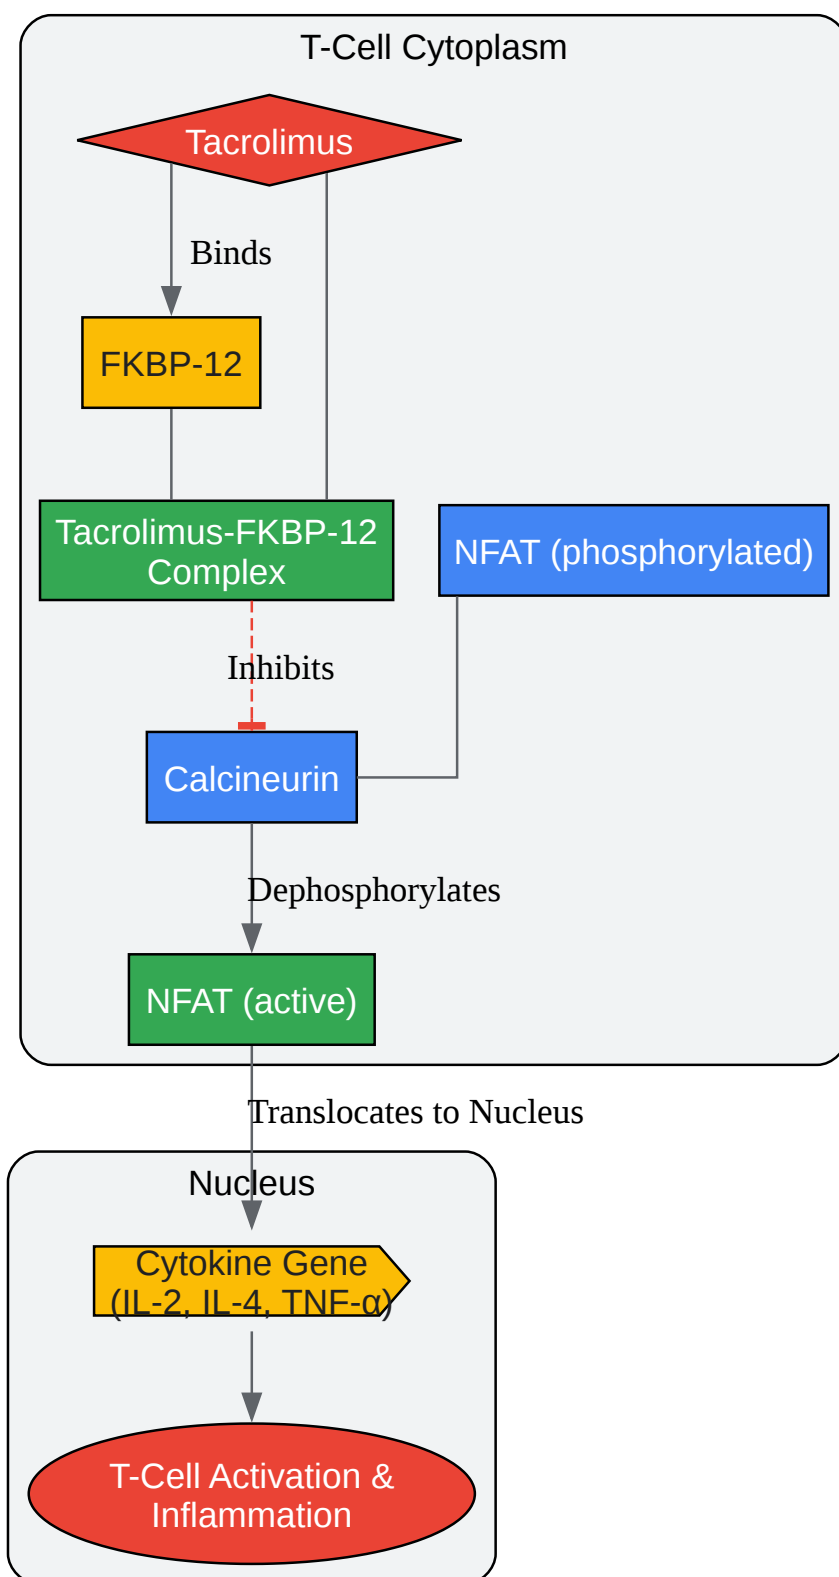 T-Cell Cytoplasm
Tacrolimus
Binds
FKBP-12
Tacrolimus-FKBP-12
Complex
NFAT (phosphorylated)
Inhibits
Calcineurin
Dephosphorylates
NFAT (active)
Translocates to Nucleus
Nucleus
Cytokine Gene
(IL-2, IL-4, TNF-α)
T-Cell Activation &
Inflammation